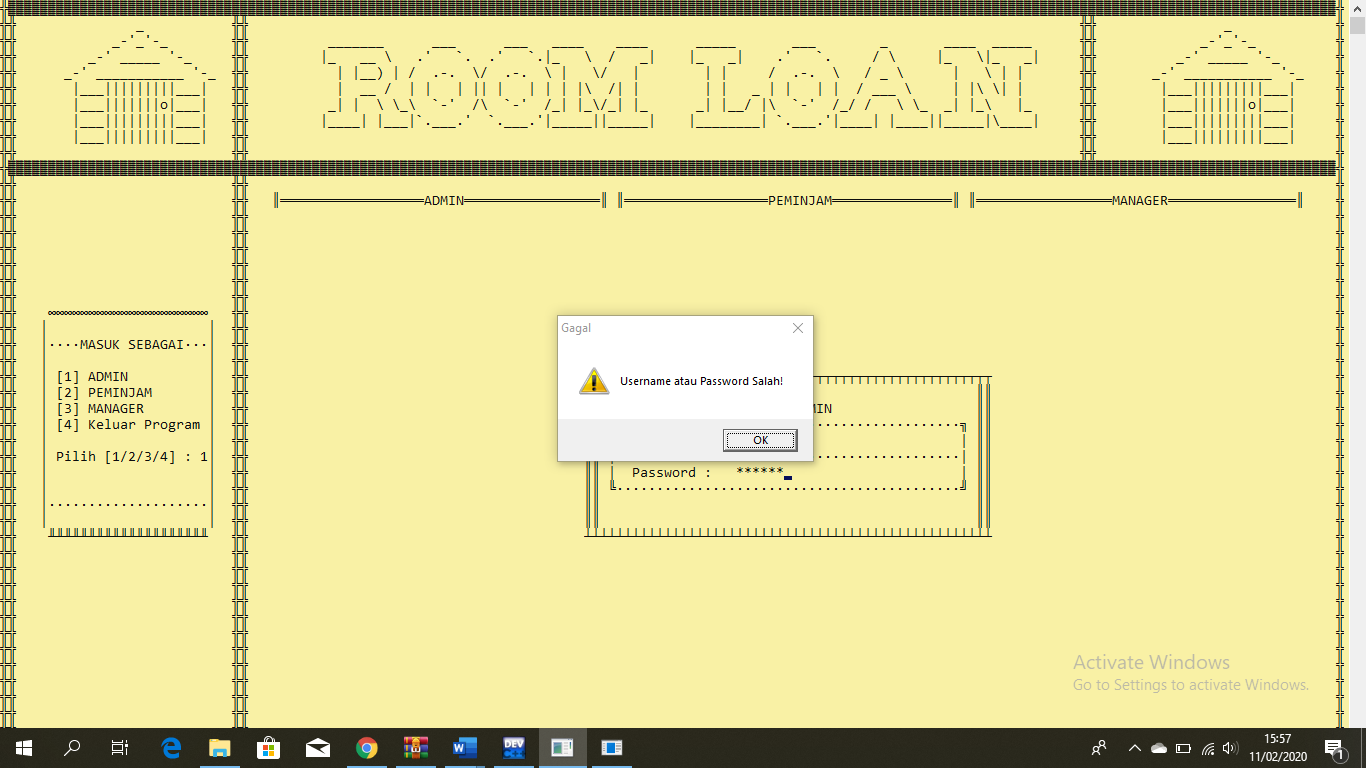 ROOM LOAN
ADMIN PEMINJAM MANAGER
MASUK SEBAGAI
[1] ADMIN
[2] PEMINJAM
[3] MANAGER
[4] Keluar Program
Pilih [1/2/3/4] : 1
Gagal
Username atau Password Salah!
OK
MIN
Password : ******
Activate Windows
Go to Settings to activate Windows.
DEV
C++
15:57
11/02/2020
1